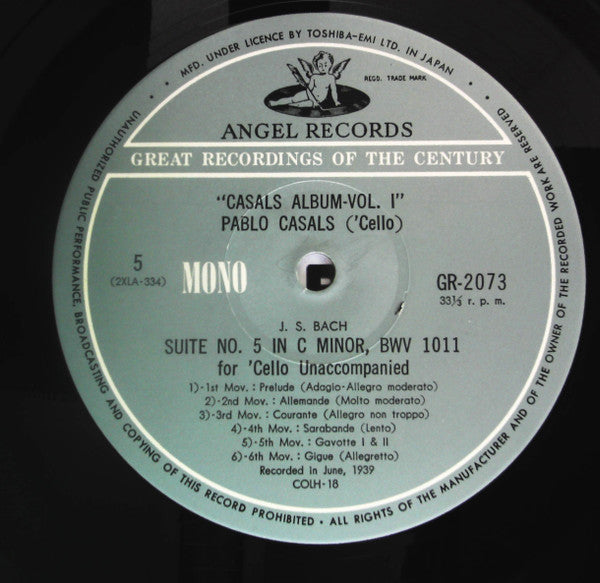 • MFD. UNDER LICENCE BY TOSHIBA-EMI LTD. IN JAPAN •
REGD. TRADE MARK
ANGEL RECORDS
GREAT RECORDINGS OF THE CENTURY
"CASALS ALBUM-VOL. I"
PABLO CASALS ('Cello)
5
(2XLA-334)
MONO
GR-2073
33⅓ r. p. m.
J. S. BACH
SUITE NO. 5 IN C MINOR, BWV 1011
for 'Cello Unaccompanied
1)-1st Mov. : Prelude (Adagio-Allegro moderato)
2)-2nd Mov. : Allemande (Molto moderato)
3)-3rd Mov. : Courante (Allegro non troppo)
4)-4th Mov. : Sarabande (Lento)
5)-5th Mov. : Gavotte I & II
6)-6th Mov. : Gigue (Allegretto)
Recorded in June, 1939
COLH-18
UNAUTHORIZED PUBLIC PERFORMANCE, BROADCASTING AND COPYING OF THIS RECORD PROHIBITED • ALL RIGHTS OF THE MANUFACTURER AND OF THE OWNER OF THE RECORDED WORK ARE RESERVED